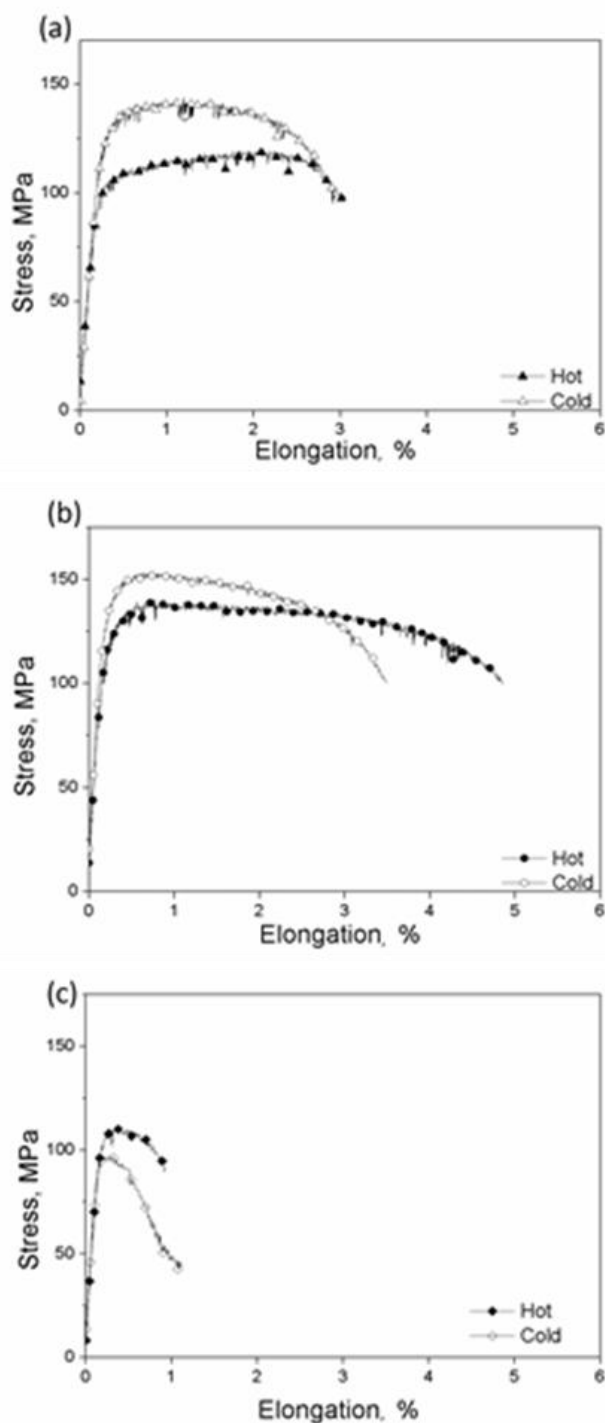 (a)
150
100
50
0
Stress, MPa
Hot
Cold
0 1 2 3 4 5 6
Elongation, %
(b)
150
100
50
0
Stress, MPa
Hot
Cold
0 1 2 3 4 5 6
Elongation, %
(c)
150
100
50
0
Stress, MPa
Hot
Cold
0 1 2 3 4 5 6
Elongation, %